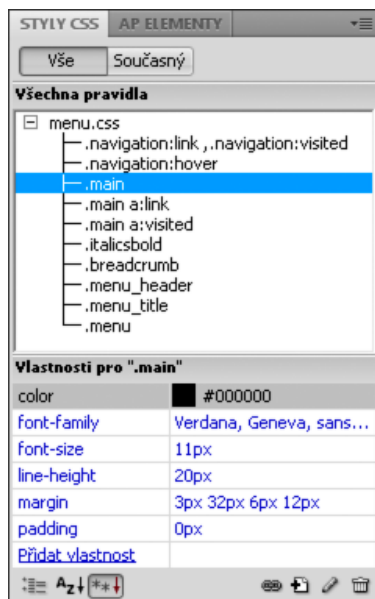 STYLY CSS AP ELEMENTY
Vše Současný
Všechna pravidla
menu.css
.navigation:link ,.navigation:visited
.navigation:hover
.main
.main a:link
.main a:visited
.italicsbold
.breadcrumb
.menu_header
.menu_title
.menu
Vlastnosti pro ".main"
color #000000
font-family Verdana, Geneva, sans...
font-size 11px
line-height 20px
margin 3px 32px 6px 12px
padding 0px
Přidat vlastnost
AZ↓ **↓